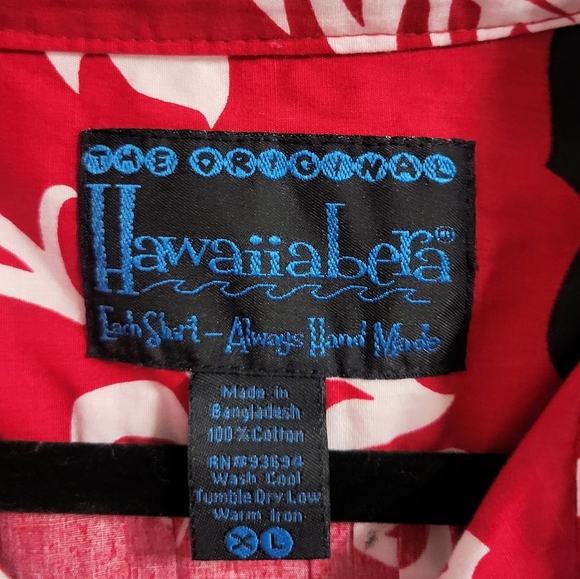 THE ORIGINAL
Hawaiiabera®
Each Shirt - Always Hand Made
Made in
Bangladesh
100% Cotton
RN#93694
Wash Cool
Tumble Dry Low
Warm Iron
XL